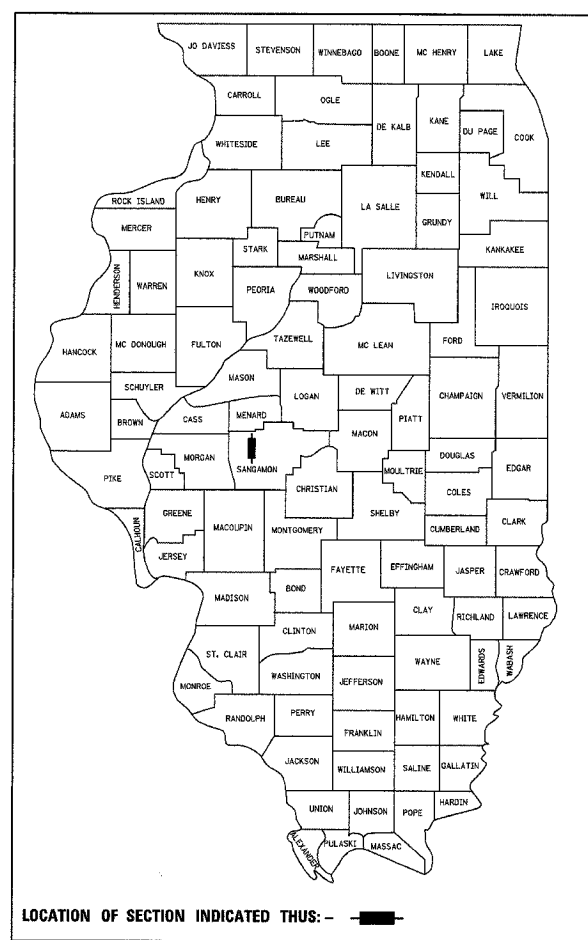 JO DAVIESS STEVENSON WINNEBAGO BOONE MC HENRY LAKE
CARROLL OGLE KANE
DE KALB DU PAGE COOK
WHITESIDE LEE
KENDALL
ROCK ISLAND HENRY BUREAU LA SALLE WILL
MERCER PUTNAM GRUNDY
STARK MARSHALL KANKAKEE
HENDERSON WARREN KNOX PEORIA WOODFORD LIVINGSTON IROQUOIS
HANCOCK MC DONOUGH FULTON TAZEWELL MC LEAN FORD
MASON
SCHUYLER LOGAN DE WITT CHAMPAIGN VERMILION
ADAMS BROWN CASS MENARD PIATT
MACON
MORGAN DOUGLAS
PIKE SCOTT SANGAMON MOULTRIE EDGAR
CHRISTIAN COLES
GREENE SHELBY
CALHOUN MACOUPIN MONTGOMERY CUMBERLAND CLARK
JERSEY
FAYETTE EFFINGHAM JASPER CRAWFORD
BOND
MADISON CLAY RICHLAND LAWRENCE
CLINTON MARION
ST. CLAIR WAYNE EDWARDS WABASH
WASHINGTON JEFFERSON
MONROE
RANDOLPH PERRY HAMILTON WHITE
FRANKLIN
JACKSON SALINE GALLATIN
WILLIAMSON
HARDIN
UNION JOHNSON POPE
ALEXANDER PULASKI MASSAC
LOCATION OF SECTION INDICATED THUS: –